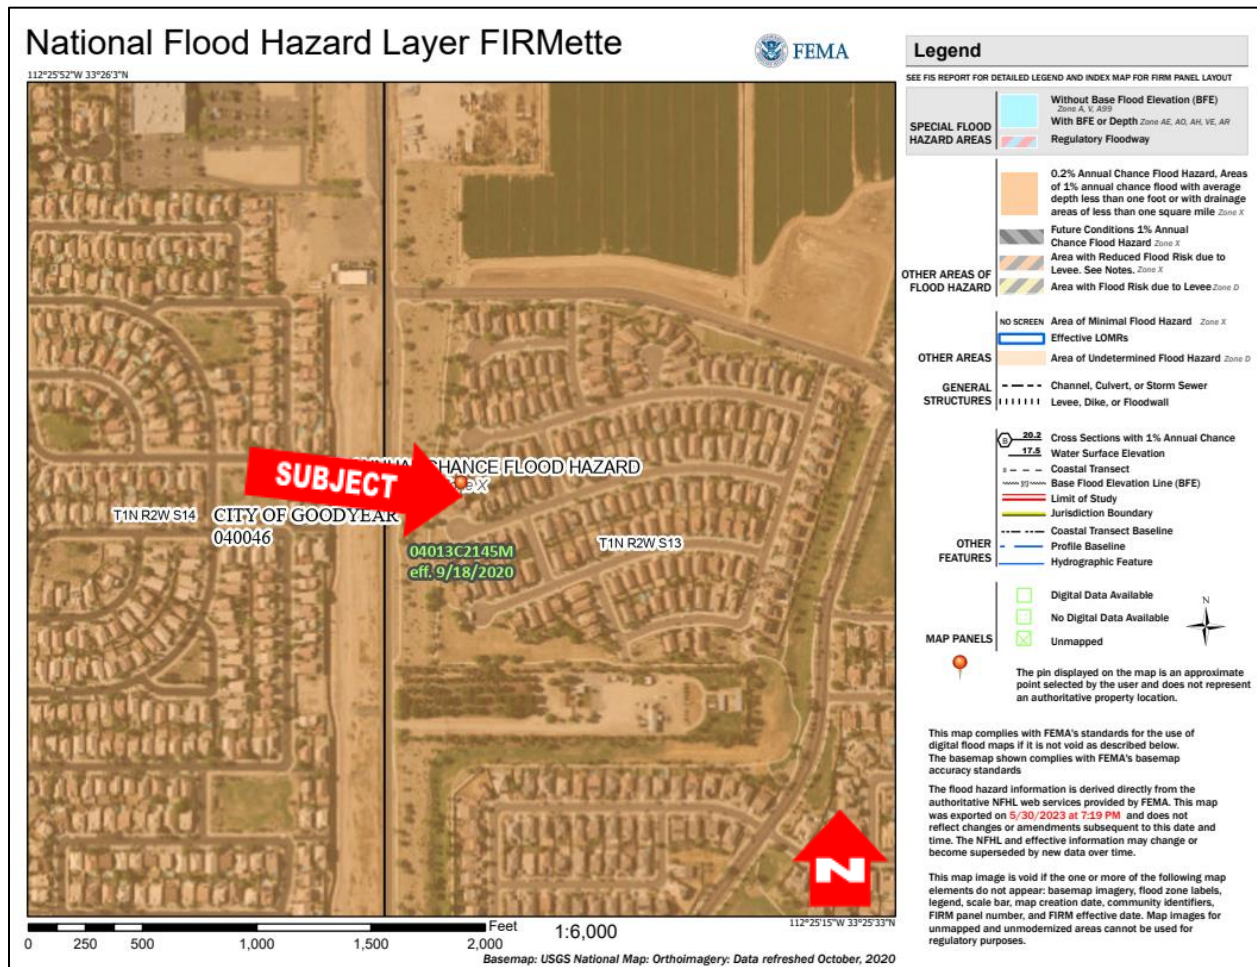 National Flood Hazard Layer FIRMette
FEMA
112°25'52"W 33°26'3"N
CHANCE FLOOD HAZARD
X
SUBJECT
T1N R2W S14
CITY OF GOODYEAR
040046
T1N R2W S13
04013C2145M
eff. 9/18/2020
N
112°25'15"W 33°25'33"N
Feet
0 250 500 1,000 1,500 2,000
1:6,000
Basemap: USGS National Map: Orthoimagery: Data refreshed October, 2020
Legend
SEE FIS REPORT FOR DETAILED LEGEND AND INDEX MAP FOR FIRM PANEL LAYOUT
SPECIAL FLOOD
HAZARD AREAS
Without Base Flood Elevation (BFE)
Zone A, V, A99
With BFE or Depth Zone AE, AO, AH, VE, AR
Regulatory Floodway
OTHER AREAS OF
FLOOD HAZARD
0.2% Annual Chance Flood Hazard, Areas
of 1% annual chance flood with average
depth less than one foot or with drainage
areas of less than one square mile Zone X
Future Conditions 1% Annual
Chance Flood Hazard Zone X
Area with Reduced Flood Risk due to
Levee. See Notes. Zone X
Area with Flood Risk due to Levee Zone D
OTHER AREAS
NO SCREEN Area of Minimal Flood Hazard Zone X
Effective LOMRs
Area of Undetermined Flood Hazard Zone D
GENERAL
STRUCTURES
Channel, Culvert, or Storm Sewer
Levee, Dike, or Floodwall
OTHER
FEATURES
B 20.2 Cross Sections with 1% Annual Chance
17.5 Water Surface Elevation
8 Coastal Transect
513 Base Flood Elevation Line (BFE)
Limit of Study
Jurisdiction Boundary
Coastal Transect Baseline
Profile Baseline
Hydrographic Feature
MAP PANELS
Digital Data Available
No Digital Data Available
Unmapped
N
The pin displayed on the map is an approximate
point selected by the user and does not represent
an authoritative property location.
This map complies with FEMA's standards for the use of
digital flood maps if it is not void as described below.
The basemap shown complies with FEMA's basemap
accuracy standards
The flood hazard information is derived directly from the
authoritative NFHL web services provided by FEMA. This map
was exported on 5/30/2023 at 7:19 PM and does not
reflect changes or amendments subsequent to this date and
time. The NFHL and effective information may change or
become superseded by new data over time.
This map image is void if the one or more of the following map
elements do not appear: basemap imagery, flood zone labels,
legend, scale bar, map creation date, community identifiers,
FIRM panel number, and FIRM effective date. Map images for
unmapped and unmodernized areas cannot be used for
regulatory purposes.